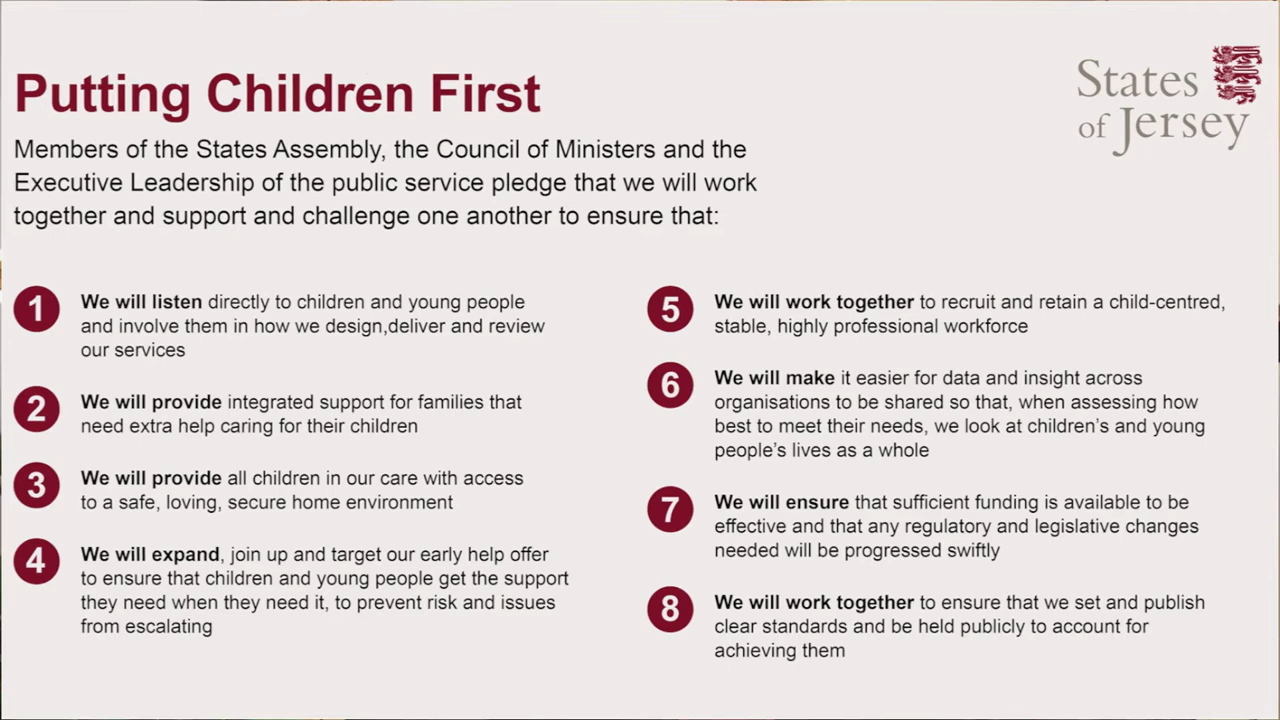 Putting Children First
States
of Jersey
Members of the States Assembly, the Council of Ministers and the
Executive Leadership of the public service pledge that we will work
together and support and challenge one another to ensure that:
1
We will listen directly to children and young people
and involve them in how we design,deliver and review
our services
2
We will provide integrated support for families that
need extra help caring for their children
3
We will provide all children in our care with access
to a safe, loving, secure home environment
4
We will expand, join up and target our early help offer
to ensure that children and young people get the support
they need when they need it, to prevent risk and issues
from escalating
5
We will work together to recruit and retain a child-centred,
stable, highly professional workforce
6
We will make it easier for data and insight across
organisations to be shared so that, when assessing how
best to meet their needs, we look at children's and young
people's lives as a whole
7
We will ensure that sufficient funding is available to be
effective and that any regulatory and legislative changes
needed will be progressed swiftly
8
We will work together to ensure that we set and publish
clear standards and be held publicly to account for
achieving them